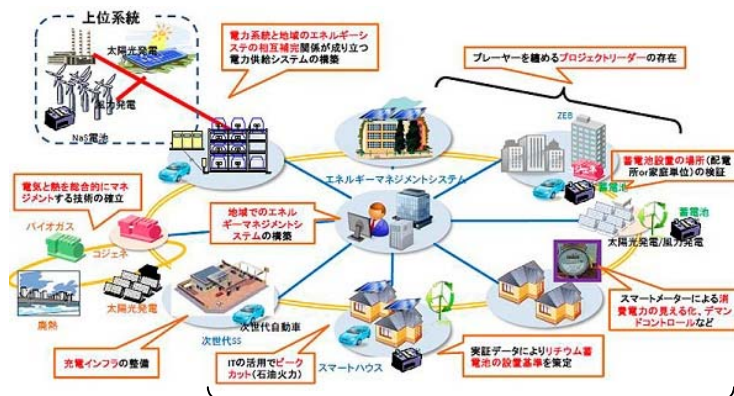 上位系統
太陽光発電
風力発電
NaS電池
電力系統と地域のエネルギーシ
ステの相互補完関係が成り立つ
電力供給システムの構築
プレーヤーを纏めるプロジェクトリーダーの存在
ZEB
蓄電池設置の場所(配電
所or家庭単位)の検証
蓄電池
エネルギーマネジメントシステム
電気と熱を総合的にマネ
ジメントする技術の確立
地域でのエネル
ギーマネジメントシ
ステムの構築
蓄電池
太陽光発電/風力発電
バイオガス
コジェネ
廃熱
太陽光発電
スマートメーターによる消
費電力の見える化、デマン
ドコントロールなど
次世代自動車
次世代SS
充電インフラの整備
ITの活用でピーク
カット(石油火力)
スマートハウス
実証データによりリチウム蓄
電池の設置基準を策定